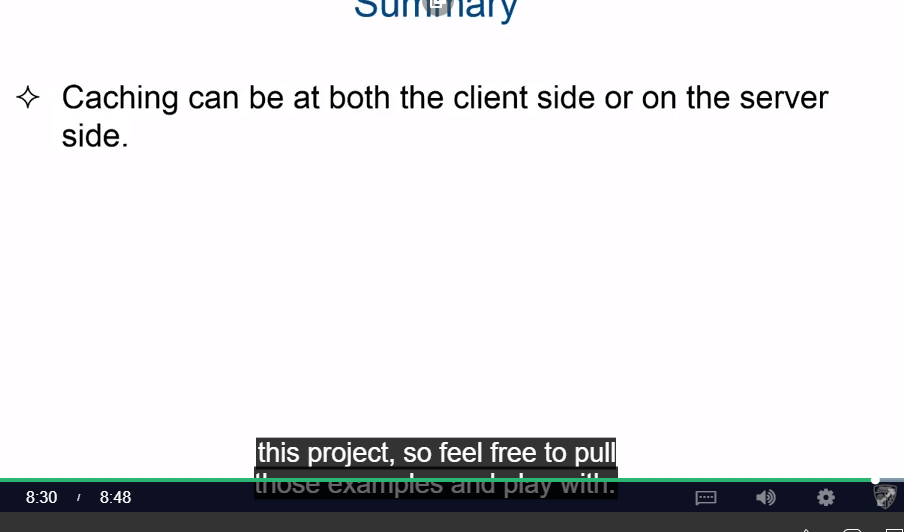 Summary
✧ Caching can be at both the client side or on the server
side.
this project, so feel free to pull
those examples and play with.
8:30 / 8:48